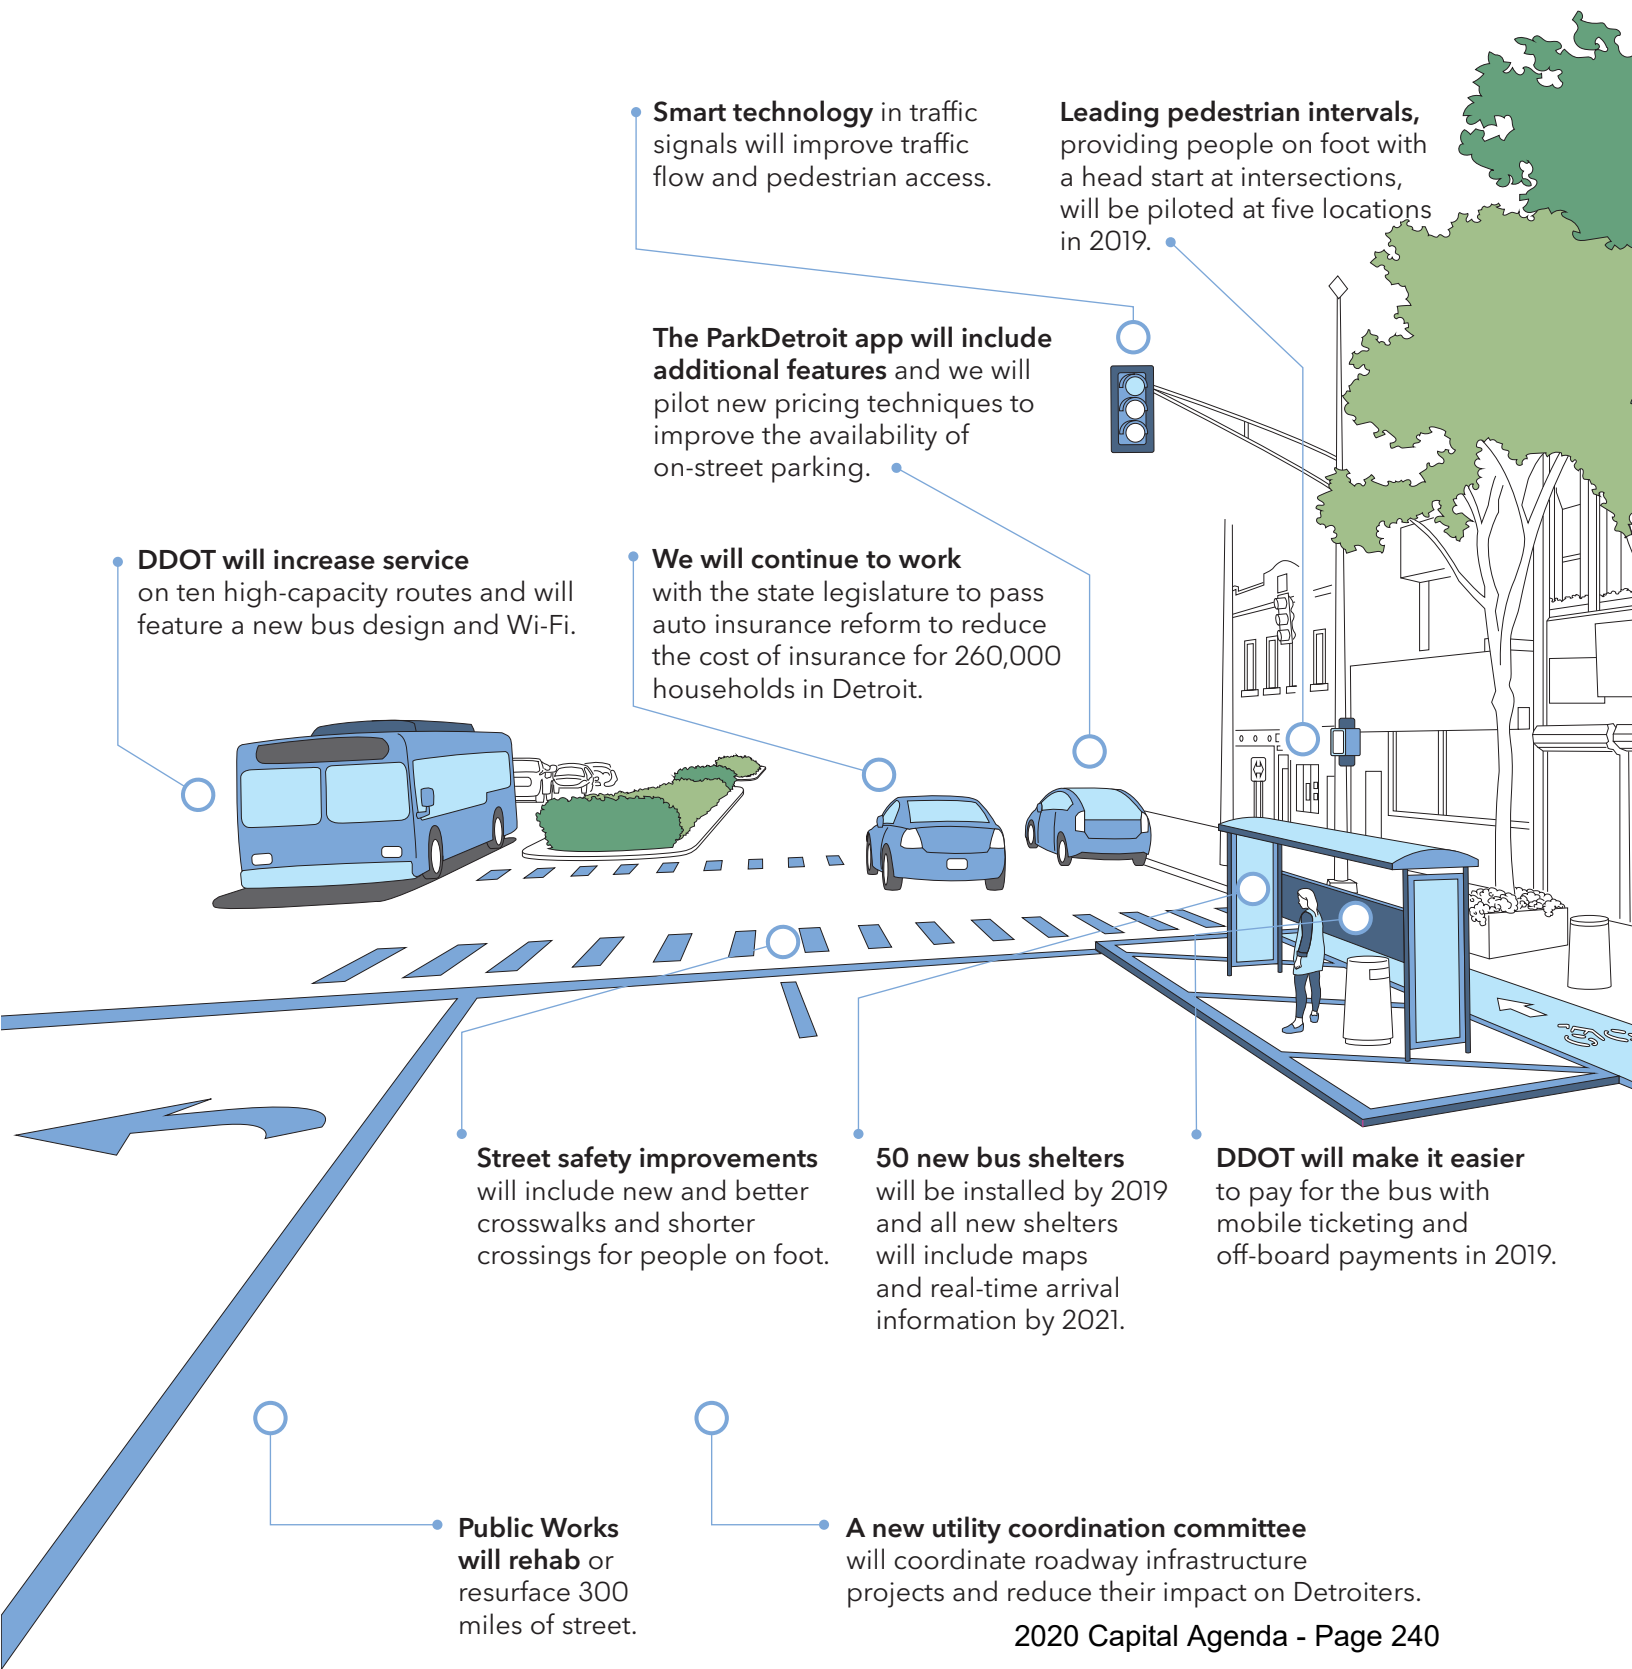 Smart technology in traffic
signals will improve traffic
flow and pedestrian access.
Leading pedestrian intervals,
providing people on foot with
a head start at intersections,
will be piloted at five locations
in 2019.
The ParkDetroit app will include
additional features and we will
pilot new pricing techniques to
improve the availability of
on-street parking.
DDOT will increase service
on ten high-capacity routes and will
feature a new bus design and Wi-Fi.
We will continue to work
with the state legislature to pass
auto insurance reform to reduce
the cost of insurance for 260,000
households in Detroit.
Street safety improvements
will include new and better
crosswalks and shorter
crossings for people on foot.
50 new bus shelters
will be installed by 2019
and all new shelters
will include maps
and real-time arrival
information by 2021.
DDOT will make it easier
to pay for the bus with
mobile ticketing and
off-board payments in 2019.
Public Works
will rehab or
resurface 300
miles of street.
A new utility coordination committee
will coordinate roadway infrastructure
projects and reduce their impact on Detroiters.
2020 Capital Agenda - Page 240